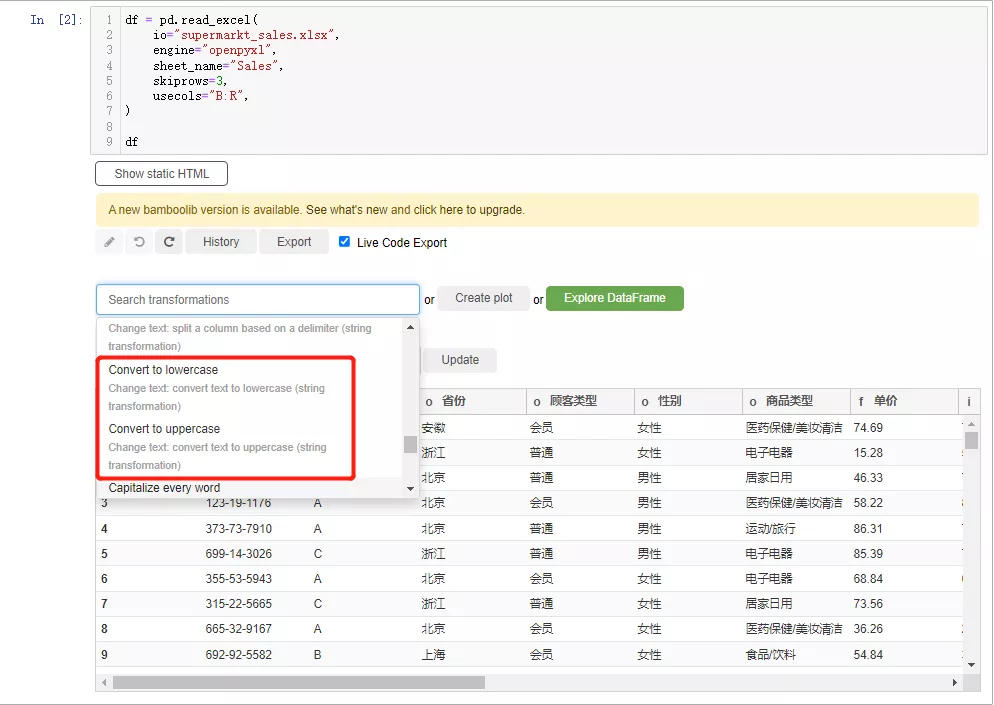 In [2]:
1 df = pd.read_excel(
2 io="supermarkt_sales.xlsx",
3 engine="openpyxl",
4 sheet_name="Sales",
5 skiprows=3,
6 usecols="B:R",
7 )
8
9 df
Show static HTML
A new bamboolib version is available. See what's new and click here to upgrade.
History Export Live Code Export
Search transformations or Create plot or Explore DataFrame
Change text: split a column based on a delimiter (string
transformation)
Convert to lowercase
Change text: convert text to lowercase (string
transformation)
Convert to uppercase
Change text: convert text to uppercase (string
transformation)
Capitalize every word
Update
o 省份 o 顾客类型 o 性别 o 商品类型 f 单价 i
安徽 会员 女性 医药保健/美妆清洁 74.69
浙江 普通 女性 电子电器 15.28
北京 普通 男性 居家日用 46.33
3 123-19-1176 A 北京 会员 男性 医药保健/美妆清洁 58.22
4 373-73-7910 A 北京 普通 男性 运动/旅行 86.31
5 699-14-3026 C 浙江 普通 男性 电子电器 85.39
6 355-53-5943 A 北京 会员 女性 电子电器 68.84
7 315-22-5665 C 浙江 普通 女性 居家日用 73.56
8 665-32-9167 A 北京 会员 女性 医药保健/美妆清洁 36.26
9 692-92-5582 B 上海 会员 女性 食品/饮料 54.84